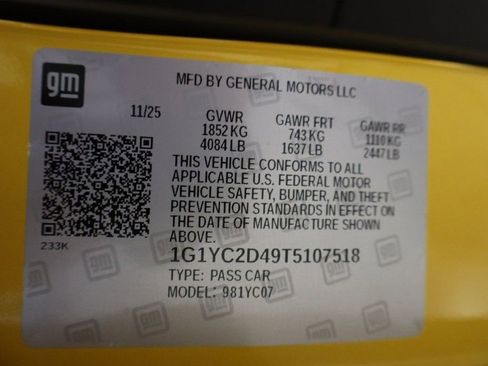 gm
MFD BY GENERAL MOTORS LLC
11/25
GVWR GAWR FRT GAWR RR
1852 KG 743 KG 1110 KG
4084 LB 1637 LB 2447 LB
THIS VEHICLE CONFORMS TO ALL
APPLICABLE U.S. FEDERAL MOTOR
VEHICLE SAFETY, BUMPER, AND THEFT
PREVENTION STANDARDS IN EFFECT ON
THE DATE OF MANUFACTURE SHOWN
ABOVE.
233K
1G1YC2D49T5107518
TYPE: PASS CAR
MODEL: 981YC07